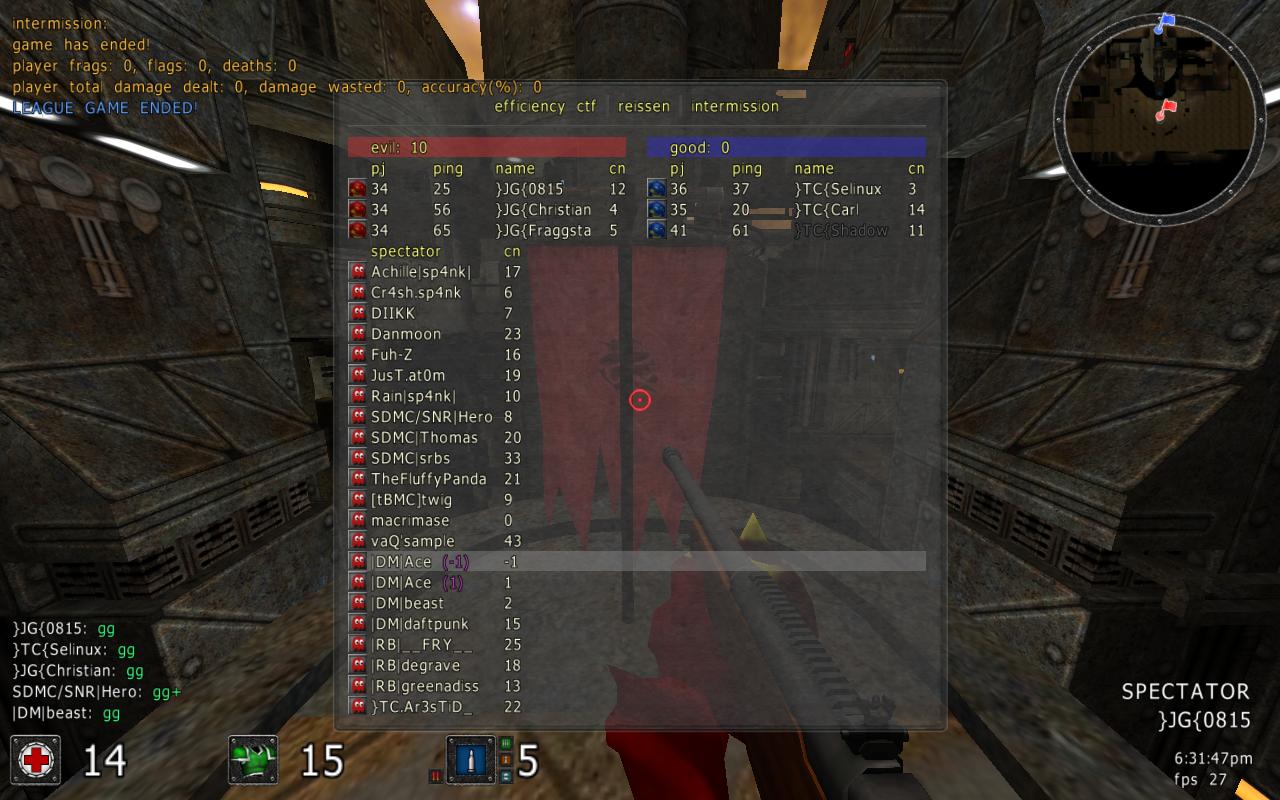 intermission:
game has ended!
player frags: 0, flags: 0, deaths: 0
player total damage dealt: 0, damage wasted: 0, accuracy(%): 0
LEAGUE GAME ENDED!
efficiency ctf | reissen | intermission
evil: 10 good: 0
pj ping name cn pj ping name cn
34 25 }JG{0815 12 36 37 }TC{Selinux 3
34 56 }JG{Christian 4 35 20 }TC{Carl 14
34 65 }JG{Fraggsta 5 41 61 }TC{Shadow 11
spectator cn
Achille|sp4nk| 17
Cr4sh.sp4nk 6
DIIKK 7
Danmoon 23
Fuh-Z 16
JusT.at0m 19
Rain|sp4nk| 10
SDMC/SNR|Hero 8
SDMC|Thomas 20
SDMC|srbs 33
TheFluffyPanda 21
[tBMC]twig 9
macrimase 0
vaQ'sample 43
|DM|Ace (-1) -1
|DM|Ace (1) 1
|DM|beast 2
|DM|daftpunk 15
|RB|__FRY__ 25
|RB|degrave 18
|RB|greenadiss 13
}TC.Ar3sTiD_ 22
}JG{0815: gg
}TC{Selinux: gg
}JG{Christian: gg
SDMC/SNR|Hero: gg+
|DM|beast: gg
14 15 5
SPECTATOR
}JG{0815
6:31:47pm
fps 27